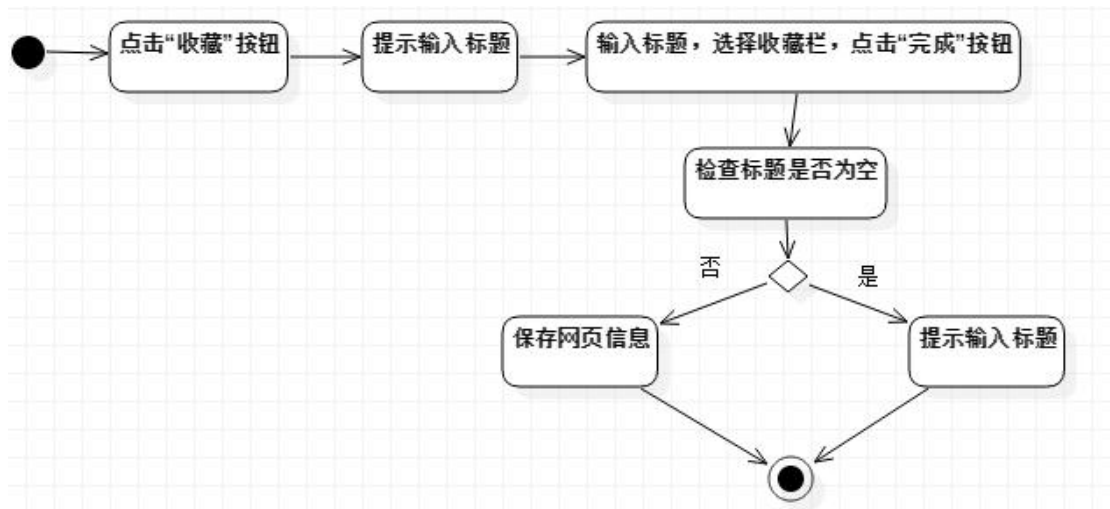 点击“收藏”按钮
提示输入标题
输入标题，选择收藏栏，点击“完成”按钮
检查标题是否为空
否
是
保存网页信息
提示输入标题